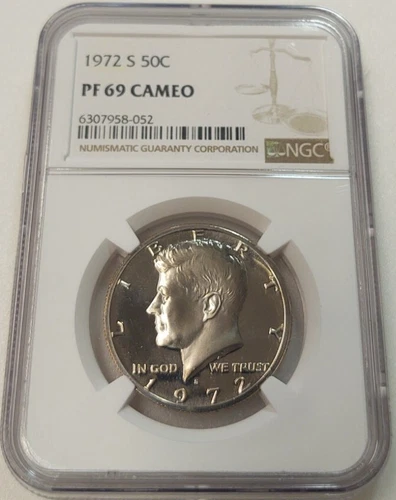 1972 S 50C
PF 69 CAMEO
6307958-052
NUMISMATIC GUARANTY CORPORATION
NGC®
LIBERTY
IN GOD WE TRUST
S
1972